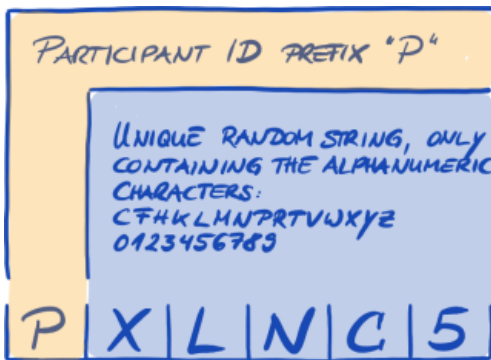 PARTICIPANT ID PREFIX "P"
UNIQUE RANDOM STRING, ONLY
CONTAINING THE ALPHANUMERIC
CHARACTERS:
CFHKLMNPRTVWXYZ
0123456789
P X L N C 5